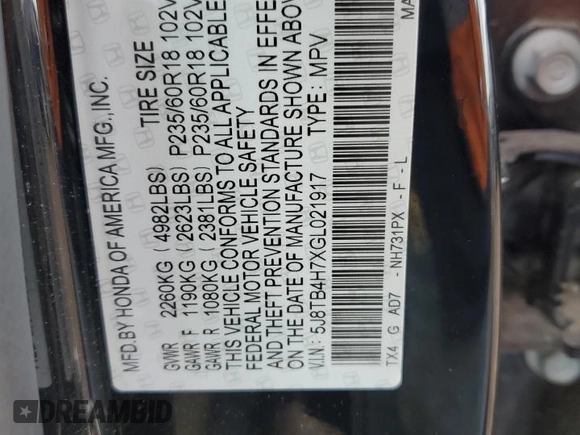 MFD.BY HONDA OF AMERICA MFG.,INC.
TIRE SIZE
GVWR 2260KG (4982LBS)
GAWR F 1190KG (2623LBS) P235/60R18 102V
GAWR R 1080KG (2381LBS) P235/60R18 102V
THIS VEHICLE CONFORMS TO ALL APPLICABLE
FEDERAL MOTOR VEHICLE SAFETY
AND THEFT PREVENTION STANDARDS IN EFFE
ON THE DATE OF MANUFACTURE SHOWN ABOV
V.I.N.: 5J8TB4H7XGL021917 TYPE: MPV
TX4 G AD7 - NH731PX - F - L
MA
DREAMBID